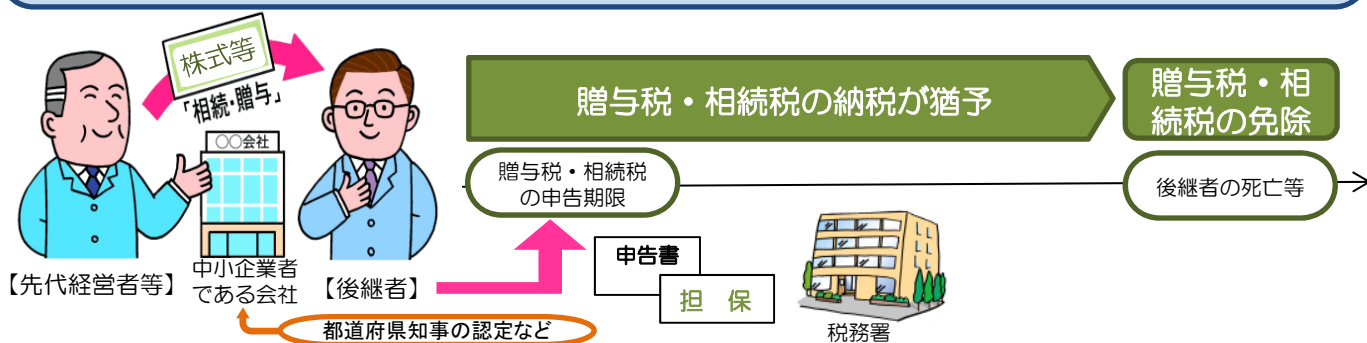 株式等
「相続・贈与」
〇〇会社
【先代経営者等】
中小企業者
である会社
【後継者】
都道府県知事の認定など
贈与税・相続税の納税が猶予
贈与税・相
続税の免除
贈与税・相続税
の申告期限
後継者の死亡等
申告書
担 保
税務署